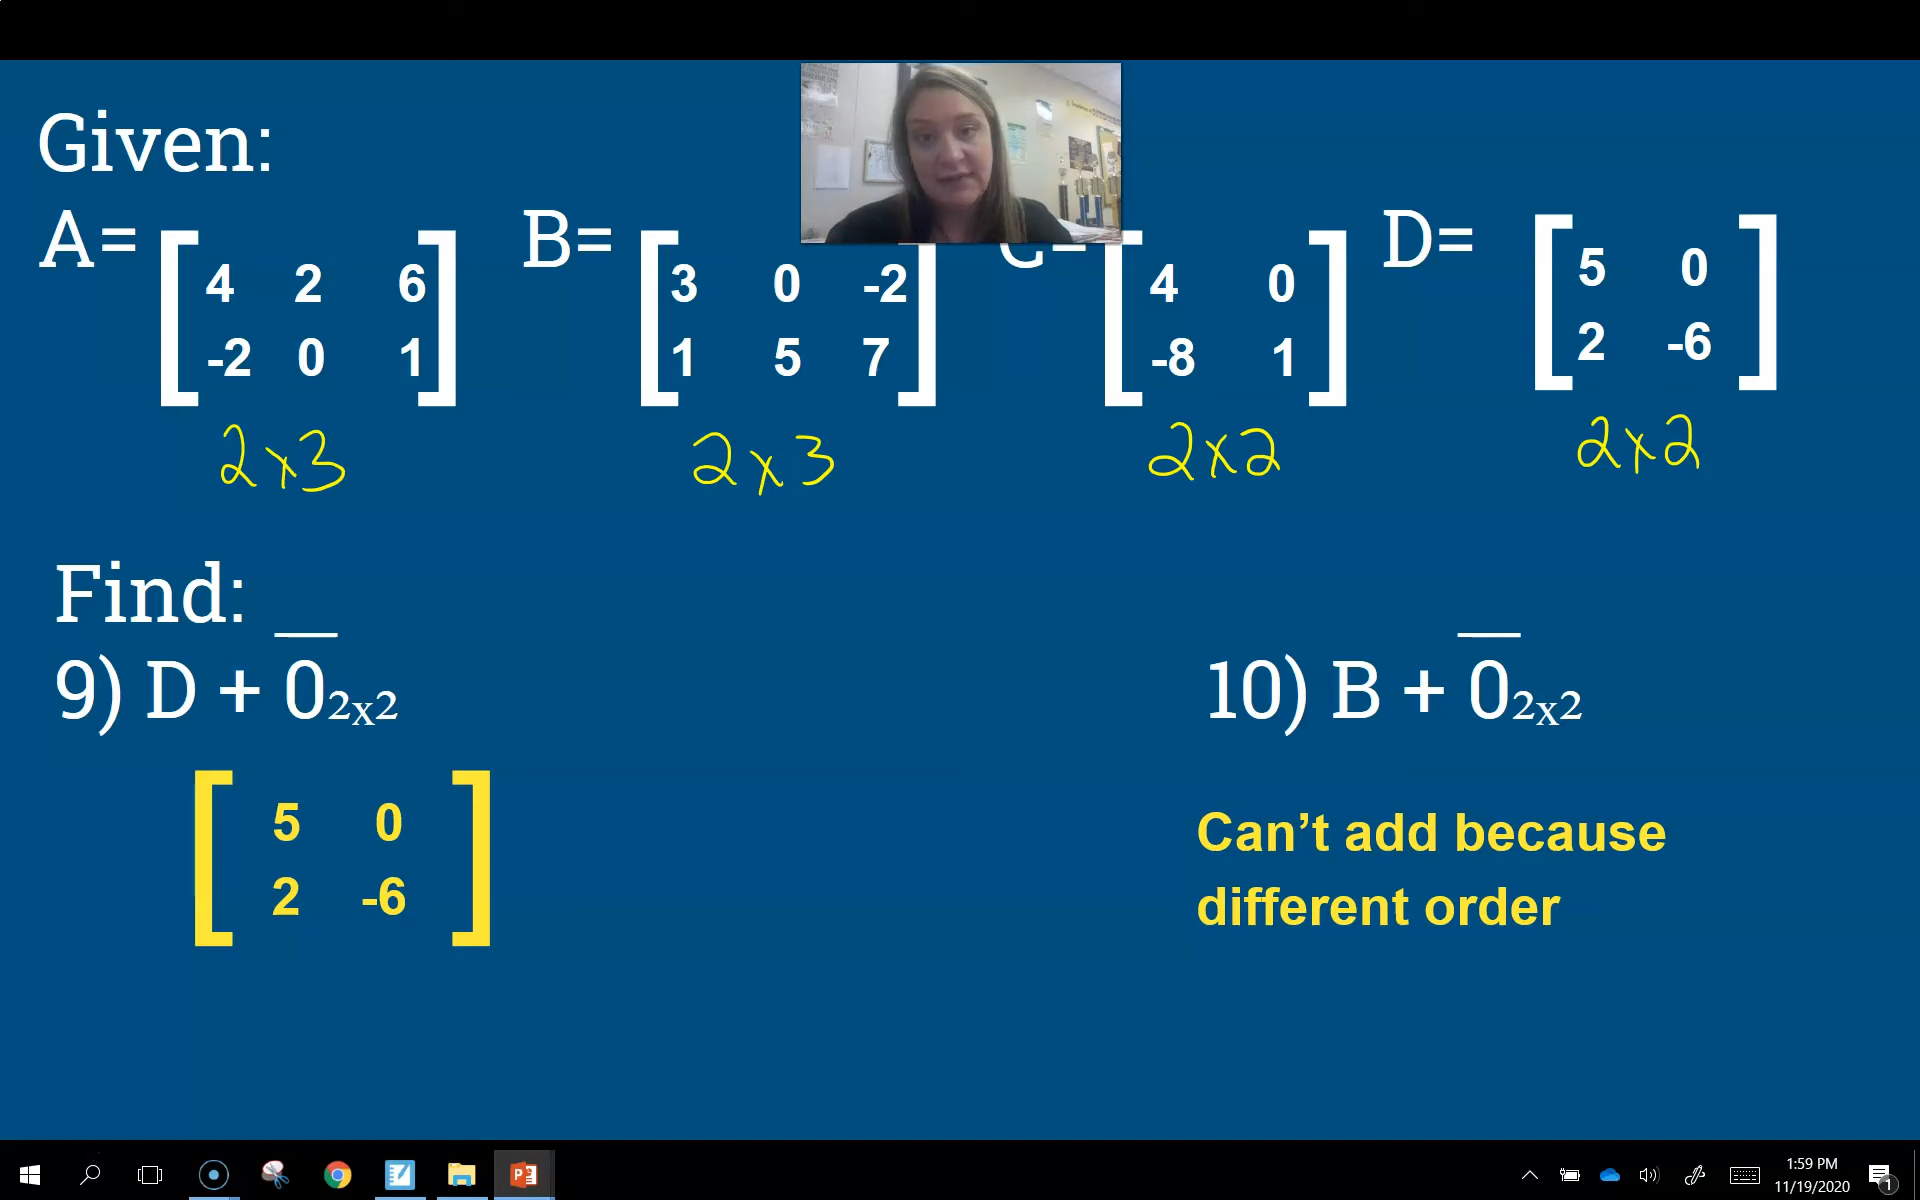 Given:
A= [ 4 2 6 B= [ 3 0 -2 C= [ 4 0 D= [ 5 0
-2 0 1 ] 1 5 7 ] -8 1 ] 2 -6 ]
2x3 2x3 2x2 2x2
Find:
9) D + 0̅2x2 10) B + 0̅2x2
[ 5 0
2 -6 ]
Can’t add because
different order
1:59 PM
11/19/2020
1